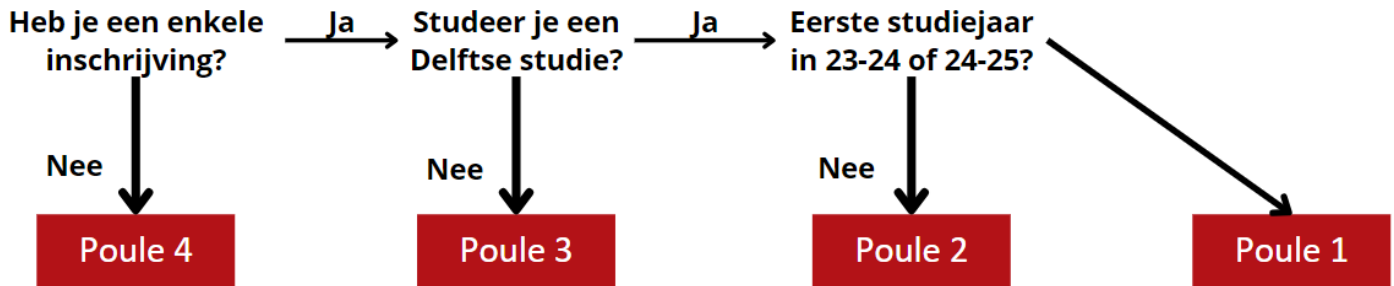 Heb je een enkele
inschrijving?
Ja
Studeer je een
Delftse studie?
Ja
Eerste studiejaar
in 23-24 of 24-25?
Nee
Nee
Nee
Poule 4
Poule 3
Poule 2
Poule 1